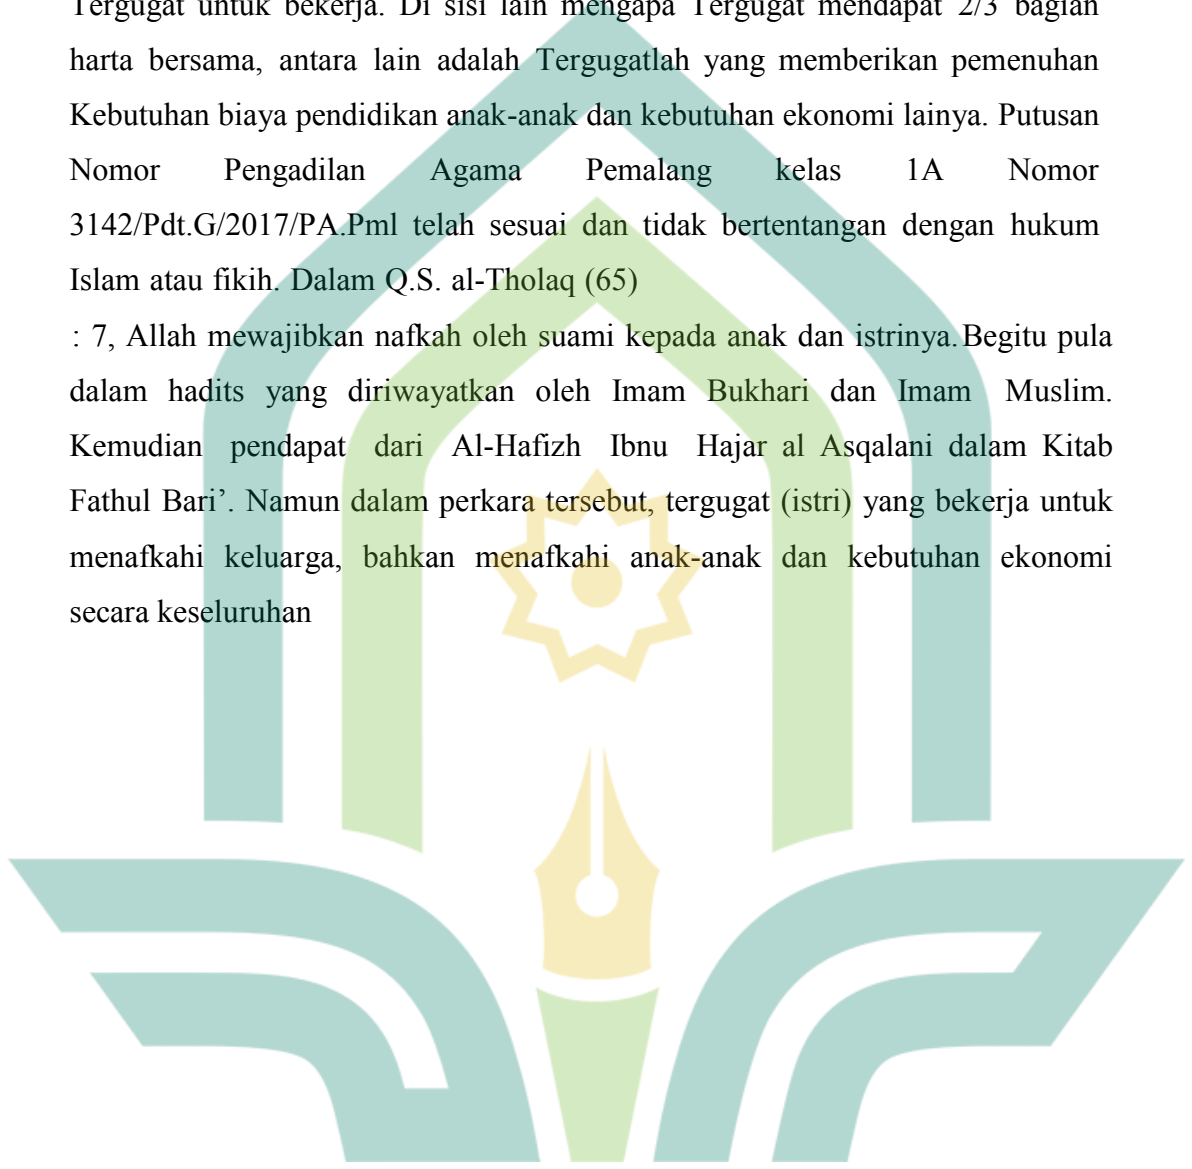 Tergugat untuk bekerja. Di sisi lain mengapa Tergugat mendapat 2/3 bagian
harta bersama, antara lain adalah Tergugatlah yang memberikan pemenuhan
Kebutuhan biaya pendidikan anak-anak dan kebutuhan ekonomi lainya. Putusan
Nomor Pengadilan Agama Pemalang kelas 1A Nomor
3142/Pdt.G/2017/PA.Pml telah sesuai dan tidak bertentangan dengan hukum
Islam atau fikih. Dalam Q.S. al-Tholaq (65)
: 7, Allah mewajibkan nafkah oleh suami kepada anak dan istrinya. Begitu pula
dalam hadits yang diriwayatkan oleh Imam Bukhari dan Imam Muslim.
Kemudian pendapat dari Al-Hafizh Ibnu Hajar al Asqalani dalam Kitab
Fathul Bari’. Namun dalam perkara tersebut, tergugat (istri) yang bekerja untuk
menafkahi keluarga, bahkan menafkahi anak-anak dan kebutuhan ekonomi
secara keseluruhan